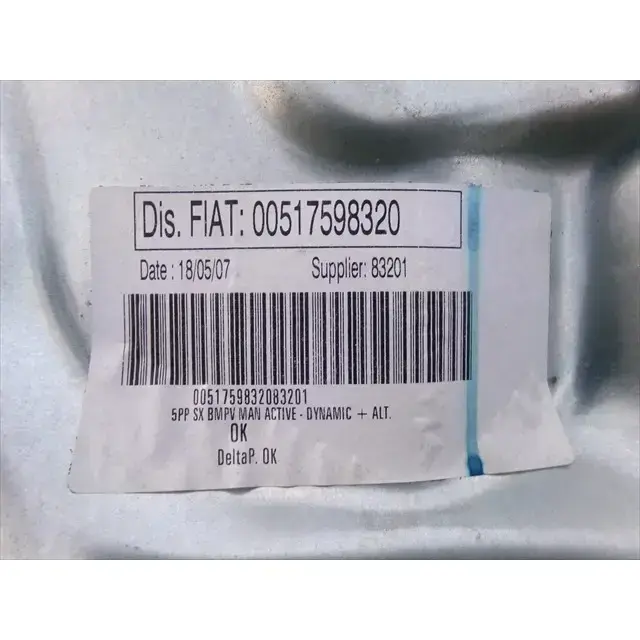 Dis. FIAT: 00517598320
Date : 18/05/07 Supplier: 83201
0051759832083201
5PP SX BMPV MAN ACTIVE - DYNAMIC + ALT.
OK
DeltaP. OK